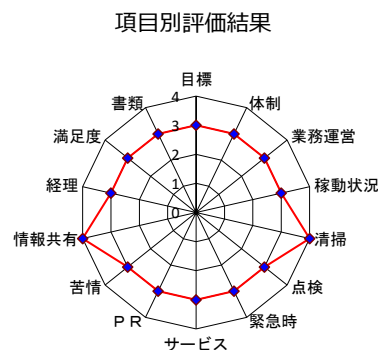 項目別評価結果
目標
体制
業務運営
稼動状況
清掃
点検
緊急時
サービス
ＰＲ
苦情
情報共有
経理
満足度
書類
4
3
2
1
0